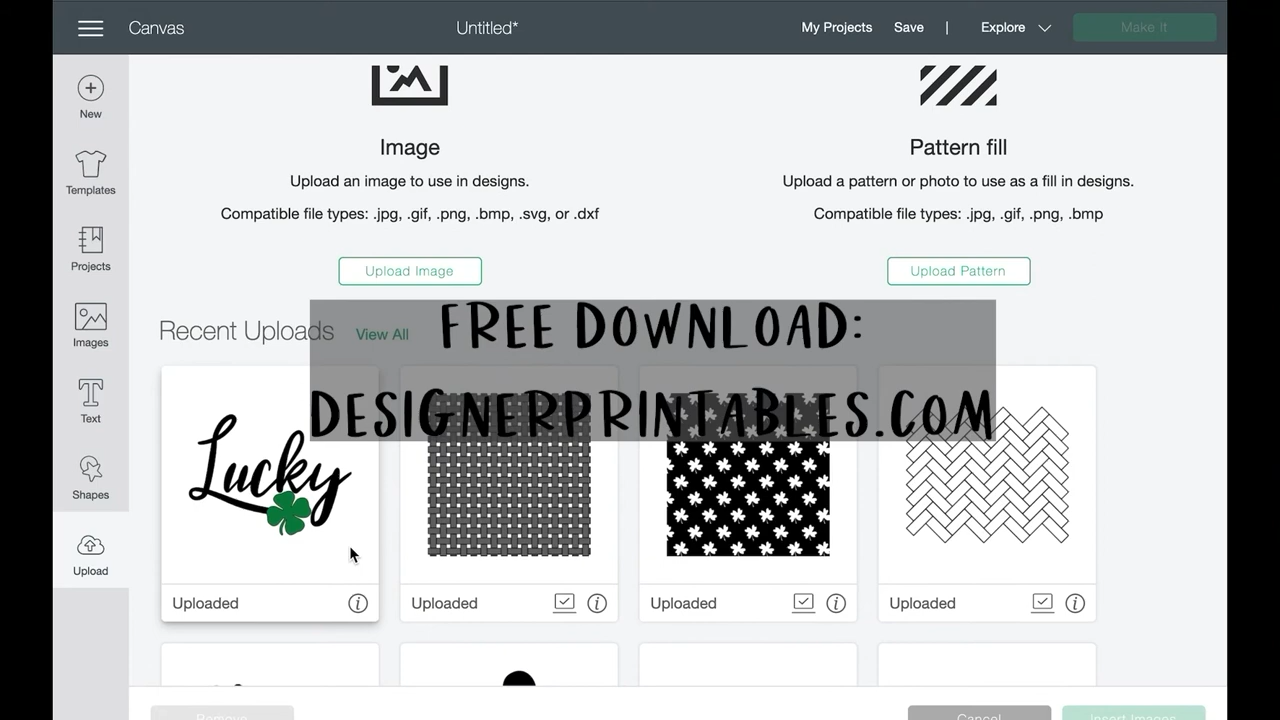 Canvas
Untitled*
My Projects
Save
|
Explore
Make It
New
Templates
Projects
Images
Text
Shapes
Upload
Image
Upload an image to use in designs.
Compatible file types: .jpg, .gif, .png, .bmp, .svg, or .dxf
Upload Image
Pattern fill
Upload a pattern or photo to use as a fill in designs.
Compatible file types: .jpg, .gif, .png, .bmp
Upload Pattern
Recent Uploads
View All
FREE DOWNLOAD:
DESIGNERPRINTABLES.COM
Lucky
Uploaded
Uploaded
Uploaded
Uploaded
Remove
Cancel
Insert Images